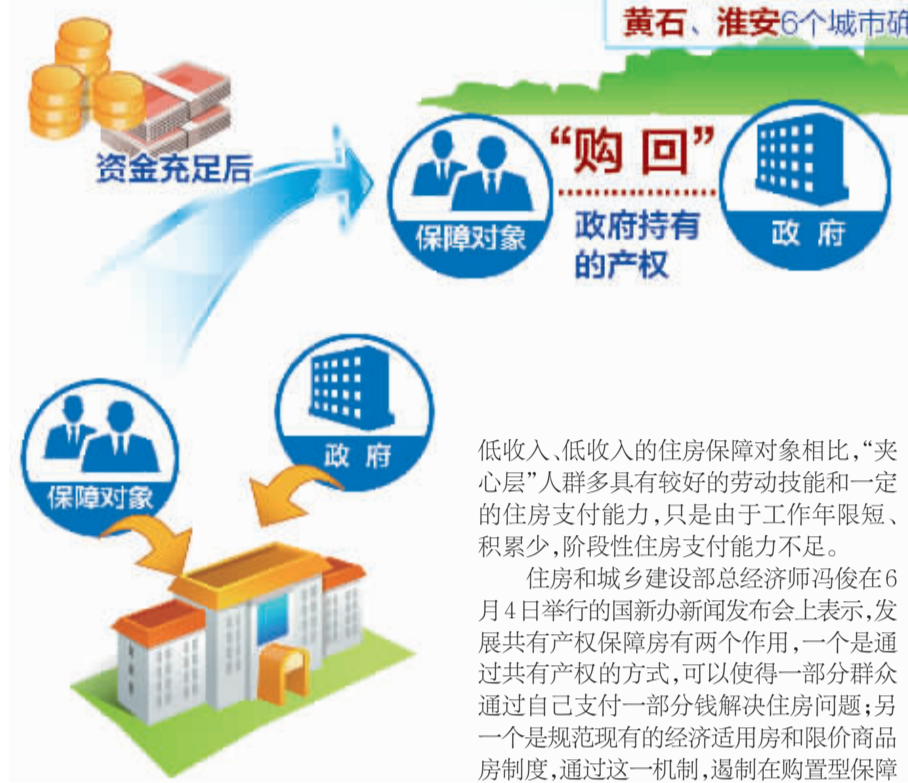 黄石、淮安6个城市确
资金充足后
保障对象
“购回”
政府持有
的产权
政府
保障对象
政府
低收入、低收入的住房保障对象相比,“夹
心层”人群多具有较好的劳动技能和一定
的住房支付能力,只是由于工作年限短、
积累少,阶段性住房支付能力不足。
住房和城乡建设部总经济师冯俊在6
月4日举行的国新办新闻发布会上表示,发
展共有产权保障房有两个作用,一个是通
过共有产权的方式,可以使得一部分群众
通过自己支付一部分钱解决住房问题;另
一个是规范现有的经济适用房和限价商品
房制度,通过这一机制,遏制在购置型保障